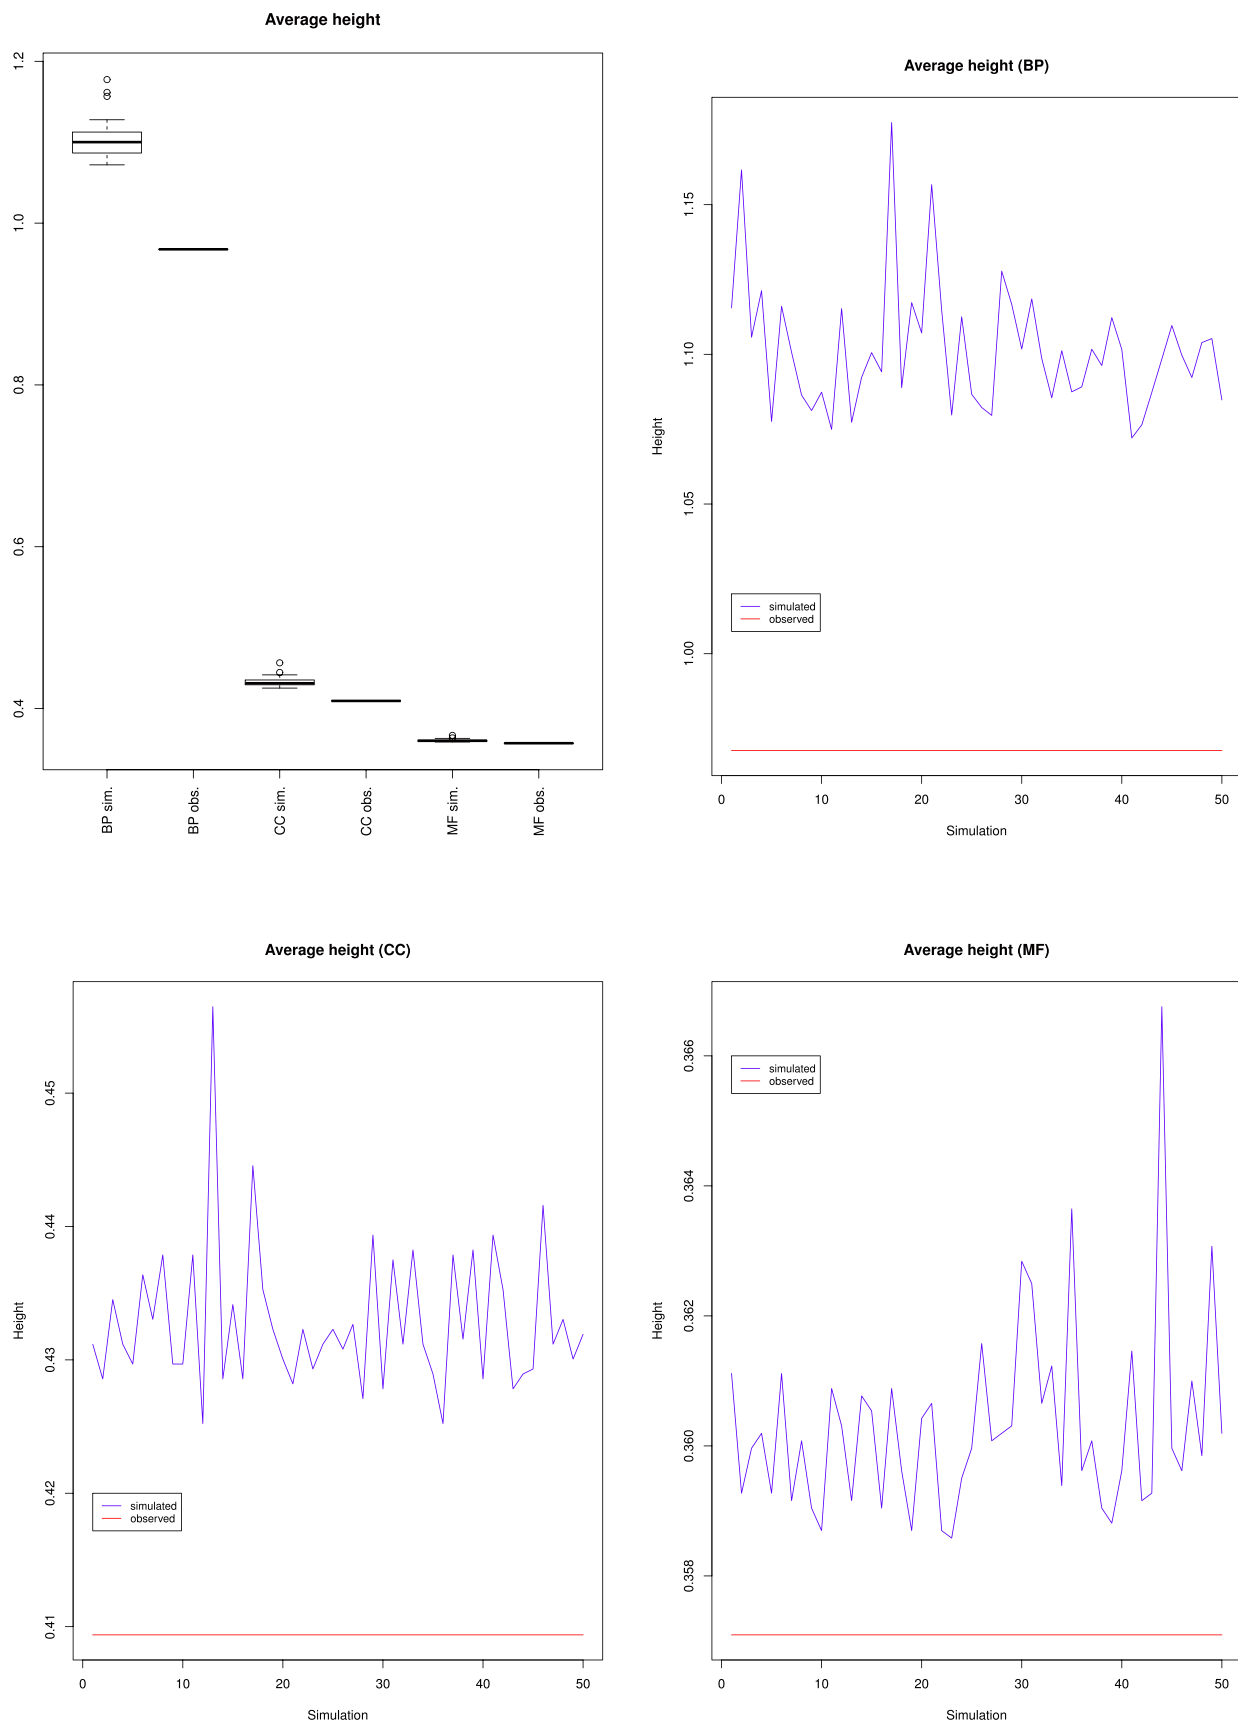 Average height
1.2
1.0
0.8
0.6
0.4
BP sim.
BP obs.
CC sim.
CC obs.
MF sim.
MF obs.
Average height (BP)
Height
1.15
1.10
1.05
1.00
simulated
observed
0 10 20 30 40 50
Simulation
Average height (CC)
Height
0.45
0.44
0.43
0.42
0.41
simulated
observed
0 10 20 30 40 50
Simulation
Average height (MF)
Height
0.366
0.364
0.362
0.360
0.358
simulated
observed
0 10 20 30 40 50
Simulation